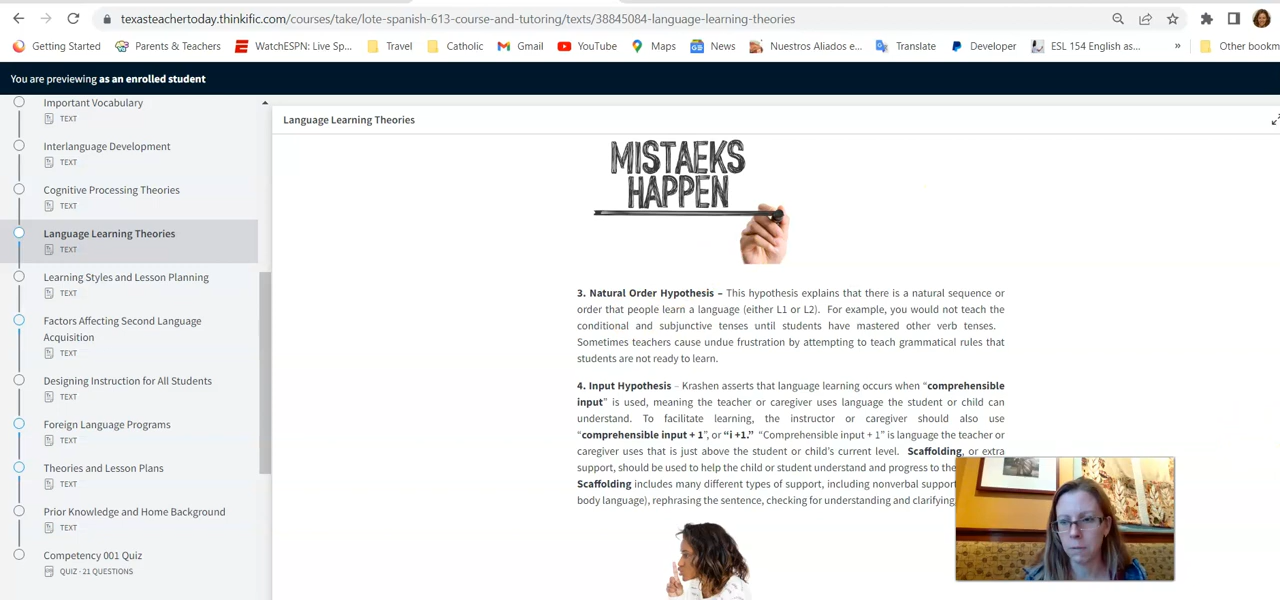 texasteachertoday.thinkific.com/courses/take/lote-spanish-613-course-and-tutoring/texts/38845084-language-learning-theories
Getting Started Parents & Teachers WatchESPN: Live Sp... Travel Catholic Gmail YouTube Maps News Nuestros Aliados e... Translate Developer ESL 154 English as... » Other bookm
You are previewing as an enrolled student
Important Vocabulary
TEXT
Interlanguage Development
TEXT
Cognitive Processing Theories
TEXT
Language Learning Theories
TEXT
Learning Styles and Lesson Planning
TEXT
Factors Affecting Second Language
Acquisition
TEXT
Designing Instruction for All Students
TEXT
Foreign Language Programs
TEXT
Theories and Lesson Plans
TEXT
Prior Knowledge and Home Background
TEXT
Competency 001 Quiz
QUIZ - 21 QUESTIONS
Language Learning Theories
MISTAEKS
HAPPEN
3. Natural Order Hypothesis – This hypothesis explains that there is a natural sequence or
order that people learn a language (either L1 or L2). For example, you would not teach the
conditional and subjunctive tenses until students have mastered other verb tenses.
Sometimes teachers cause undue frustration by attempting to teach grammatical rules that
students are not ready to learn.
4. Input Hypothesis – Krashen asserts that language learning occurs when “comprehensible
input” is used, meaning the teacher or caregiver uses language the student or child can
understand. To facilitate learning, the instructor or caregiver should also use
“comprehensible input + 1”, or “i +1.” “Comprehensible input + 1” is language the teacher or
caregiver uses that is just above the student or child’s current level. Scaffolding, or extra
support, should be used to help the child or student understand and progress to the
Scaffolding includes many different types of support, including nonverbal support
body language), rephrasing the sentence, checking for understanding and clarifying,